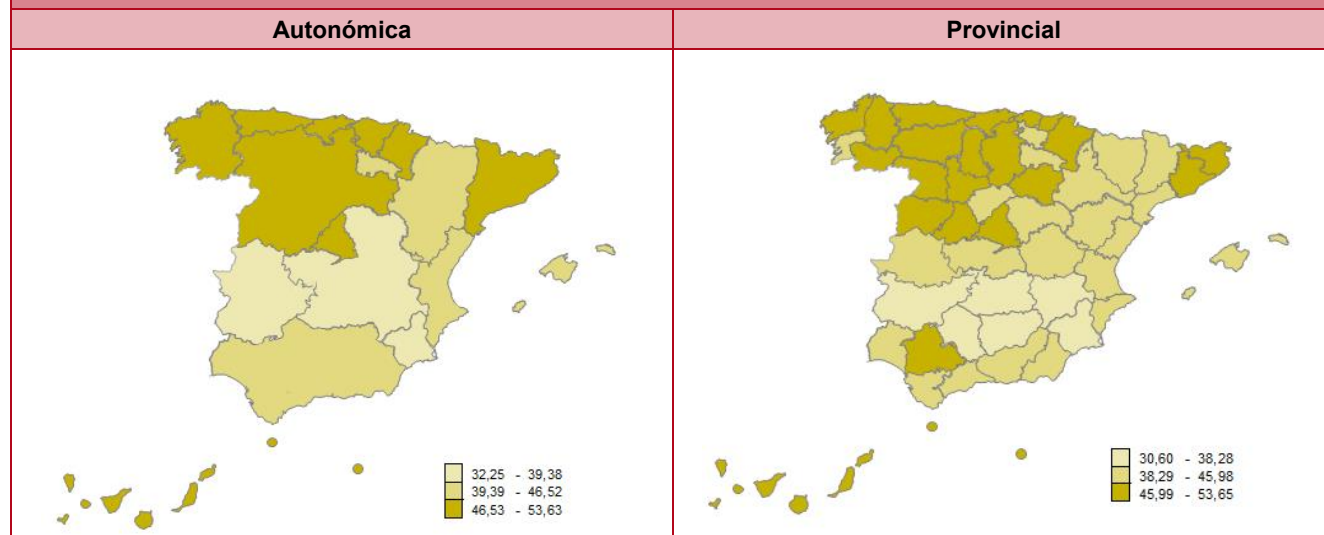 Autonómica
Provincial
32,25 - 39,38
39,39 - 46,52
46,53 - 53,63
30,60 - 38,28
38,29 - 45,98
45,99 - 53,65